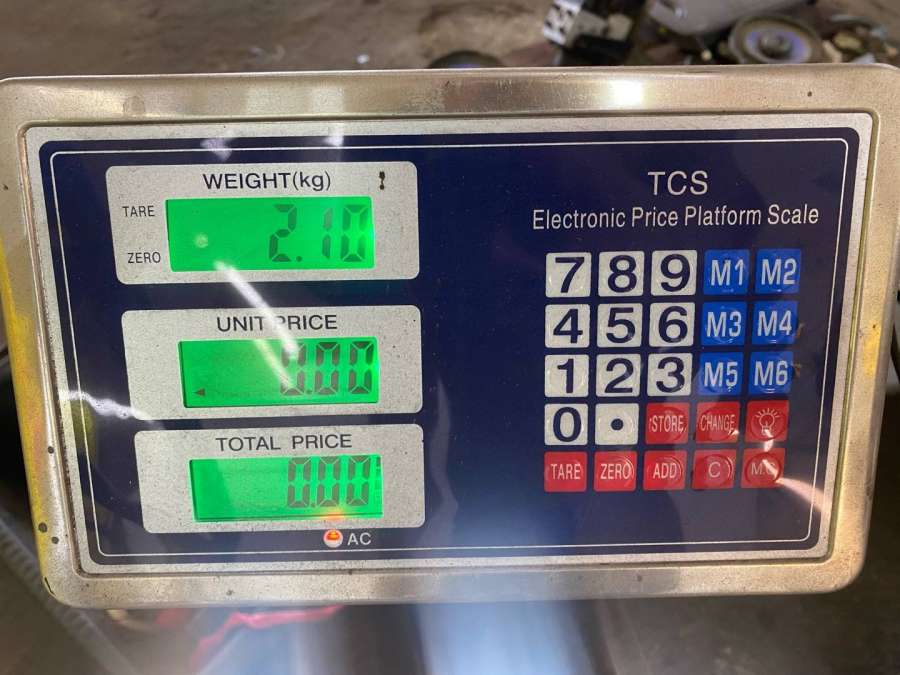 WEIGHT(kg)
TARE
2.10
ZERO
UNIT PRICE
0.00
TOTAL PRICE
0.00
AC
TCS
Electronic Price Platform Scale
7 8 9 M1 M2
4 5 6 M3 M4
1 2 3 M5 M6
0 . STORE CHANGE
TARE ZERO ADD C